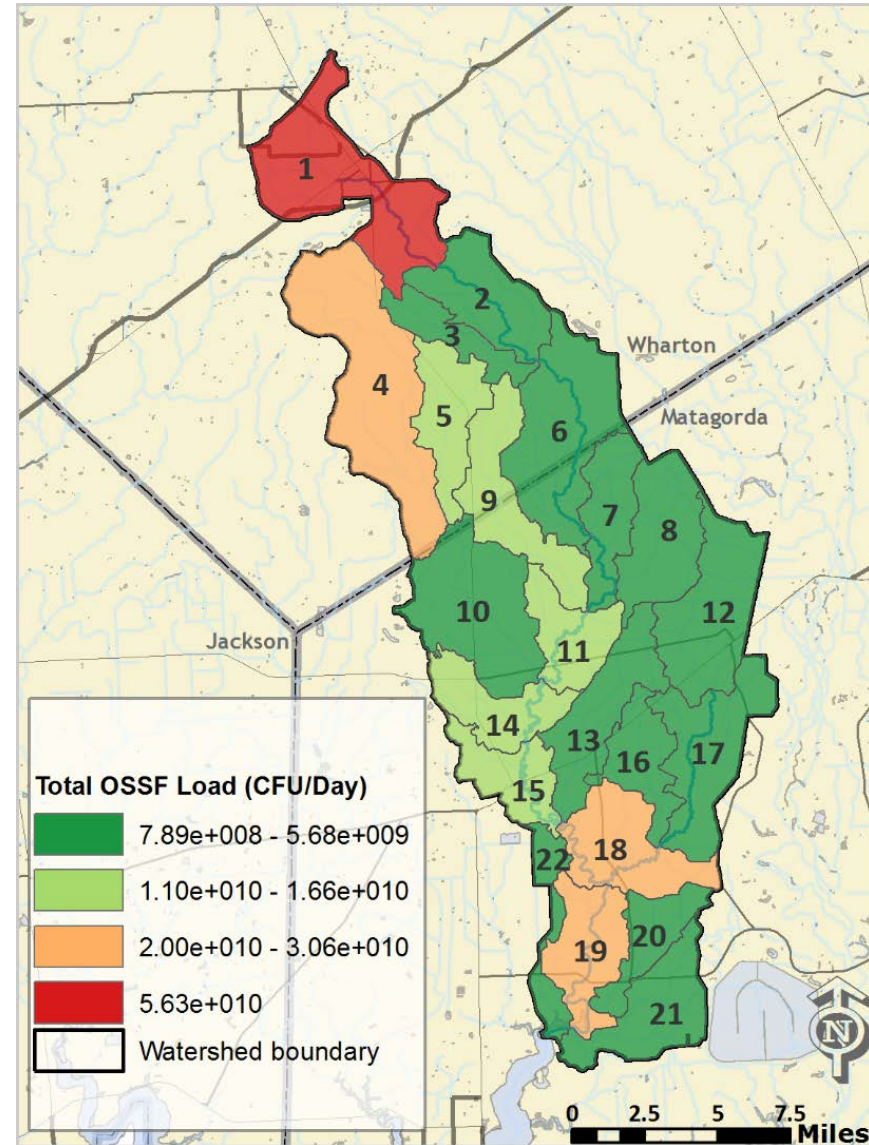 1
2
3
Wharton
4
5
6
Matagorda
9
7
8
10
12
Jackson
11
14
13
16
17
15
22
18
19
20
21
Total OSSF Load (CFU/Day)
7.89e+008 - 5.68e+009
1.10e+010 - 1.66e+010
2.00e+010 - 3.06e+010
5.63e+010
Watershed boundary
N
0 2.5 5 7.5
Miles